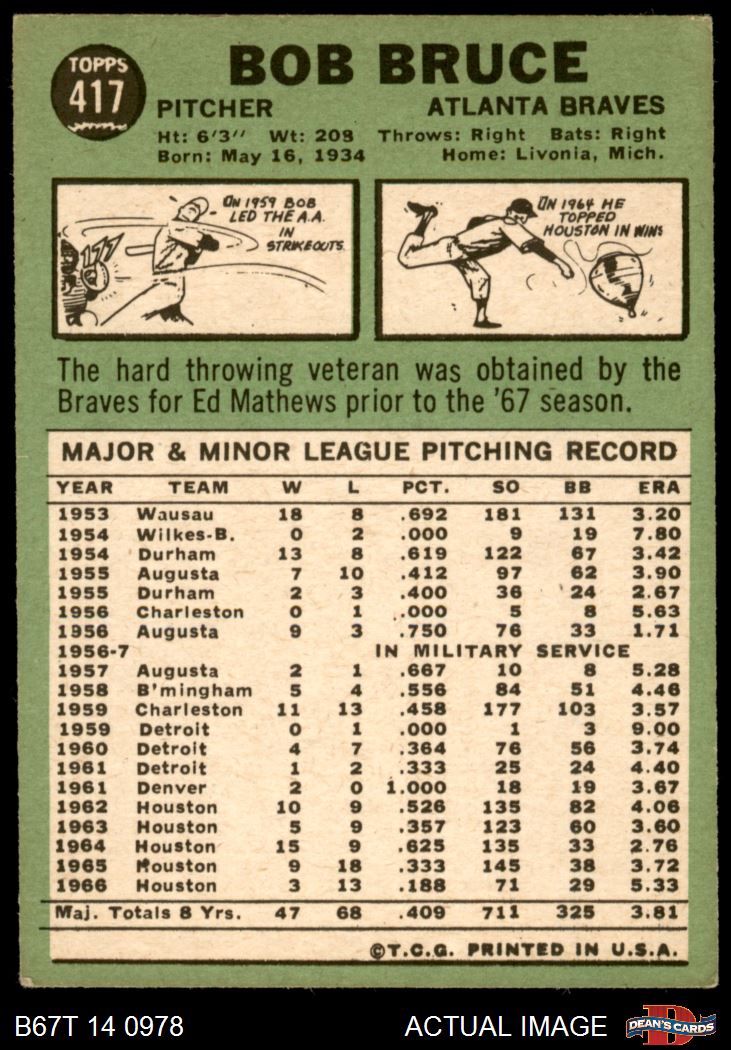 TOPPS
417
BOB BRUCE
PITCHER ATLANTA BRAVES
Ht: 6'3" Wt: 208 Throws: Right Bats: Right
Born: May 16, 1934 Home: Livonia, Mich.
ON 1959 BOB
LED THE A.A.
IN
STRIKEOUTS
177
ON 1964 HE
TOPPED
HOUSTON IN WINS
The hard throwing veteran was obtained by the
Braves for Ed Mathews prior to the '67 season.
MAJOR & MINOR LEAGUE PITCHING RECORD
YEAR TEAM W L PCT. SO BB ERA
1953 Wausau 18 8 .692 181 131 3.20
1954 Wilkes-B. 0 2 .000 9 19 7.80
1954 Durham 13 8 .619 122 67 3.42
1955 Augusta 7 10 .412 97 62 3.90
1955 Durham 2 3 .400 36 24 2.67
1956 Charleston 0 1 .000 5 8 5.63
1956 Augusta 9 3 .750 76 33 1.71
1956-7 IN MILITARY SERVICE
1957 Augusta 2 1 .667 10 8 5.28
1958 B'mingham 5 4 .556 84 51 4.46
1959 Charleston 11 13 .458 177 103 3.57
1959 Detroit 0 1 .000 1 3 9.00
1960 Detroit 4 7 .364 76 56 3.74
1961 Detroit 1 2 .333 25 24 4.40
1961 Denver 2 0 1.000 18 19 3.67
1962 Houston 10 9 .526 135 82 4.06
1963 Houston 5 9 .357 123 60 3.60
1964 Houston 15 9 .625 135 33 2.76
1965 Houston 9 18 .333 145 38 3.72
1966 Houston 3 13 .188 71 29 5.33
Maj. Totals 8 Yrs. 47 68 .409 711 325 3.81
©T.C.G. PRINTED IN U.S.A.
B67T 14 0978 ACTUAL IMAGE
D
DEAN'S CARDS